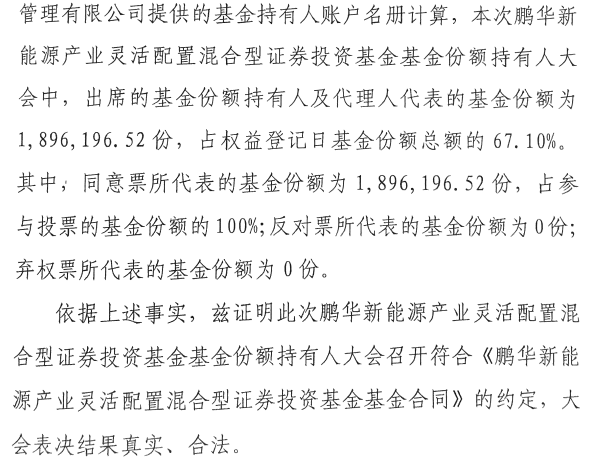 管理有限公司提供的基金持有人账户名册计算，本次鹏华新
能源产业灵活配置混合型证券投资基金基金份额持有人大
会中，出席的基金份额持有人及代理人代表的基金份额为
1,896,196.52 份，占权益登记日基金份额总额的 67.10%。
其中，同意票所代表的基金份额为 1,896,196.52 份，占参
与投票的基金份额的 100%；反对票所代表的基金份额为 0 份；
弃权票所代表的基金份额为 0 份。
依据上述事实，兹证明此次鹏华新能源产业灵活配置混
合型证券投资基金基金份额持有人大会召开符合《鹏华新能
源产业灵活配置混合型证券投资基金基金合同》的约定，大
会表决结果真实、合法。